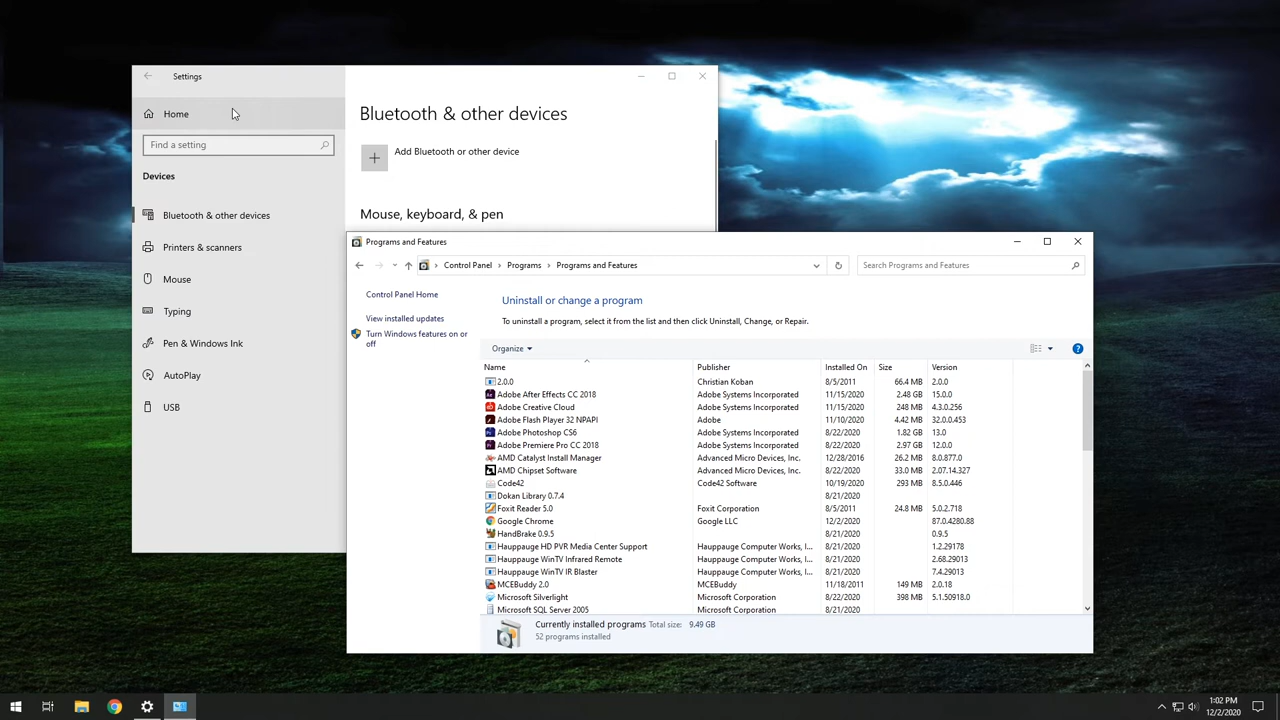 Settings
Home
Find a setting
Devices
Bluetooth & other devices
Printers & scanners
Mouse
Typing
Pen & Windows Ink
AutoPlay
USB
Bluetooth & other devices
Add Bluetooth or other device
Mouse, keyboard, & pen
Programs and Features
Control Panel › Programs › Programs and Features
Search Programs and Features
Control Panel Home
View installed updates
Turn Windows features on or
off
Uninstall or change a program
To uninstall a program, select it from the list and then click Uninstall, Change, or Repair.
Organize
Name Publisher Installed On Size Version
2.0.0 Christian Koban 8/5/2011 66.4 MB 2.0.0
Adobe After Effects CC 2018 Adobe Systems Incorporated 11/15/2020 2.48 GB 15.0.0
Adobe Creative Cloud Adobe Systems Incorporated 11/15/2020 248 MB 4.3.0.256
Adobe Flash Player 32 NPAPI Adobe 11/10/2020 4.42 MB 32.0.0.453
Adobe Photoshop CS6 Adobe Systems Incorporated 8/22/2020 1.82 GB 13.0
Adobe Premiere Pro CC 2018 Adobe Systems Incorporated 8/22/2020 2.97 GB 12.0.0
AMD Catalyst Install Manager Advanced Micro Devices, Inc. 12/28/2016 26.2 MB 8.0.877.0
AMD Chipset Software Advanced Micro Devices, Inc. 8/22/2020 33.0 MB 2.07.14.327
Code42 Code42 Software 10/19/2020 293 MB 8.5.0.446
Dokan Library 0.7.4 8/21/2020
Foxit Reader 5.0 Foxit Corporation 8/5/2011 24.8 MB 5.0.2.718
Google Chrome Google LLC 12/2/2020 87.0.4280.88
HandBrake 0.9.5 8/21/2020 0.9.5
Hauppauge HD PVR Media Center Support Hauppauge Computer Works, I... 8/21/2020 1.2.29178
Hauppauge WinTV Infrared Remote Hauppauge Computer Works, I... 8/21/2020 2.68.29013
Hauppauge WinTV IR Blaster Hauppauge Computer Works, I... 8/21/2020 7.4.29013
MCEBuddy 2.0 MCEBuddy 11/18/2011 149 MB 2.0.18
Microsoft Silverlight Microsoft Corporation 8/22/2020 398 MB 5.1.50918.0
Microsoft SQL Server 2005 Microsoft Corporation 8/21/2020
Currently installed programs Total size: 9.49 GB
52 programs installed
1:02 PM
12/2/2020